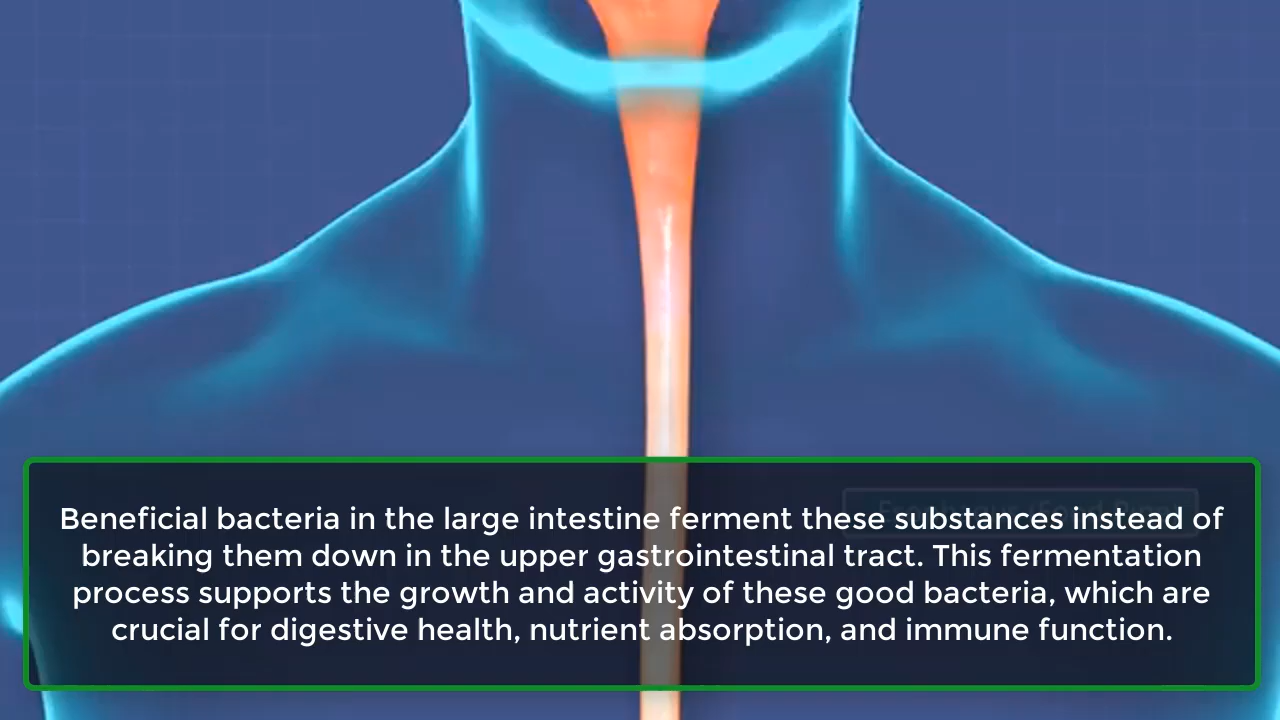 Beneficial bacteria in the large intestine ferment these substances instead of
breaking them down in the upper gastrointestinal tract. This fermentation
process supports the growth and activity of these good bacteria, which are
crucial for digestive health, nutrient absorption, and immune function.